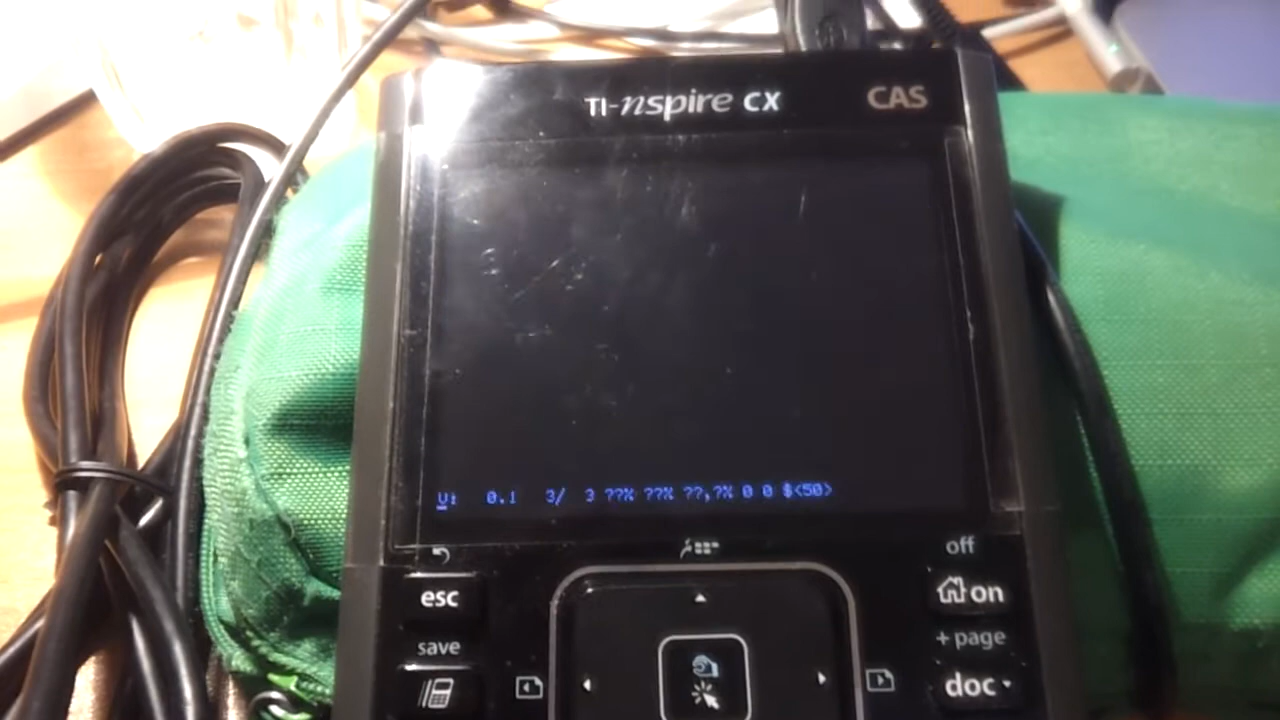 TI-nspire CX CAS
V: 0.1 3/ 3 ??% ??% ??,?% 0 0 $<50>
off
esc
on
save
+ page
doc